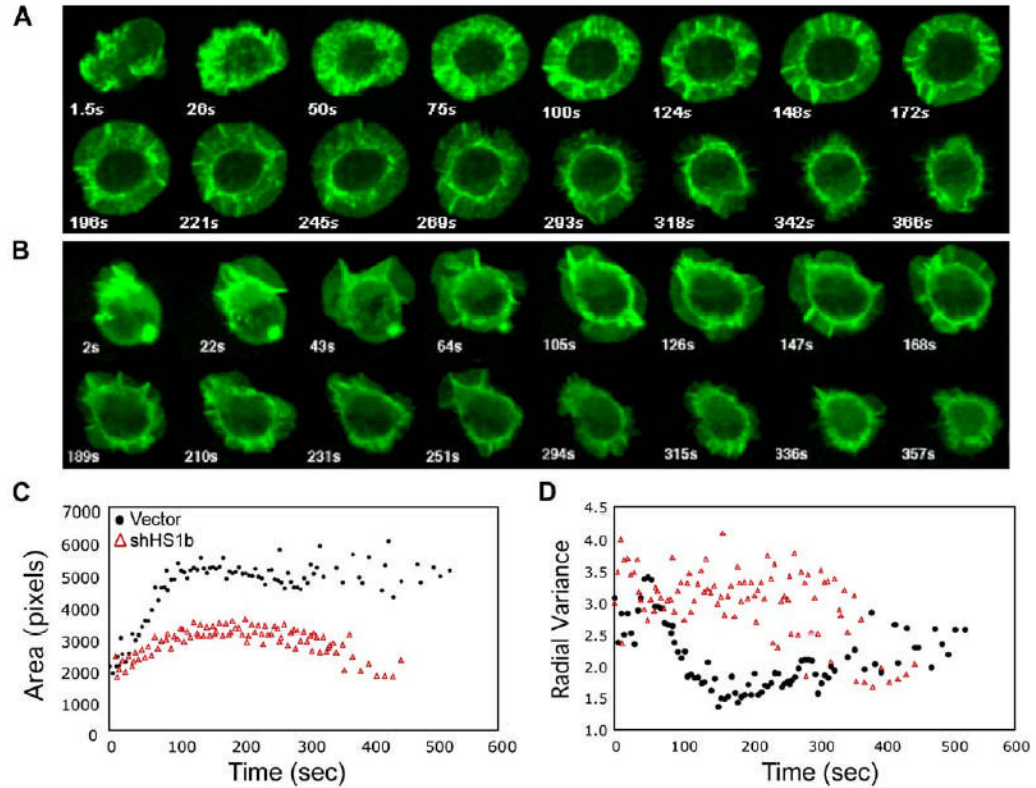 A
1.5s 26s 50s 75s 100s 124s 148s 172s
196s 221s 245s 269s 293s 318s 342s 366s
B
2s 22s 43s 64s 105s 126s 147s 168s
189s 210s 231s 251s 294s 315s 336s 357s
C
7000
6000
5000
4000
3000
2000
1000
0
Area (pixels)
Vector
shHS1b
0 100 200 300 400 500 600
Time (sec)
D
4.5
4.0
3.5
3.0
2.5
2.0
1.5
1.0
Radial Variance
0 100 200 300 400 500 600
Time (sec)